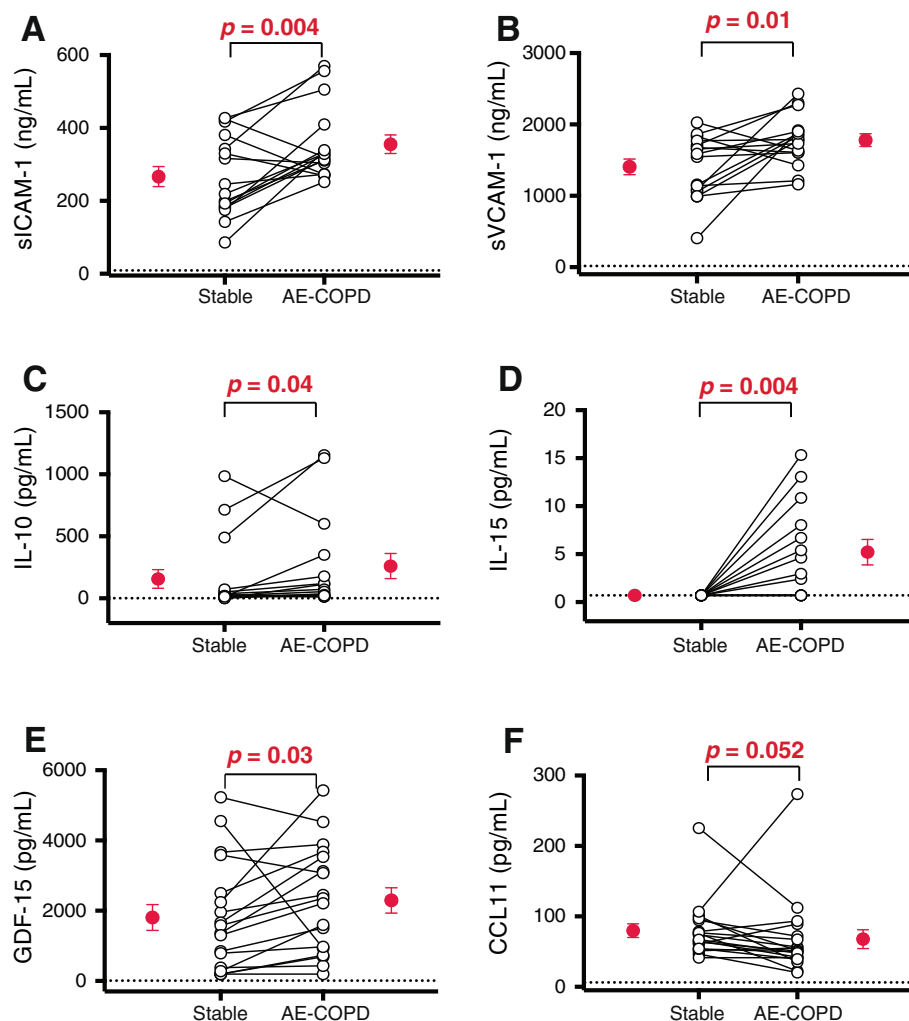 A
p = 0.004
sICAM-1 (ng/mL)
600
400
200
0
Stable
AE-COPD
B
p = 0.01
sVCAM-1 (ng/mL)
3000
2000
1000
0
Stable
AE-COPD
C
p = 0.04
IL-10 (pg/mL)
1500
1000
500
0
Stable
AE-COPD
D
p = 0.004
IL-15 (pg/mL)
20
15
10
5
0
Stable
AE-COPD
E
p = 0.03
GDF-15 (pg/mL)
6000
4000
2000
0
Stable
AE-COPD
F
p = 0.052
CCL11 (pg/mL)
300
200
100
0
Stable
AE-COPD